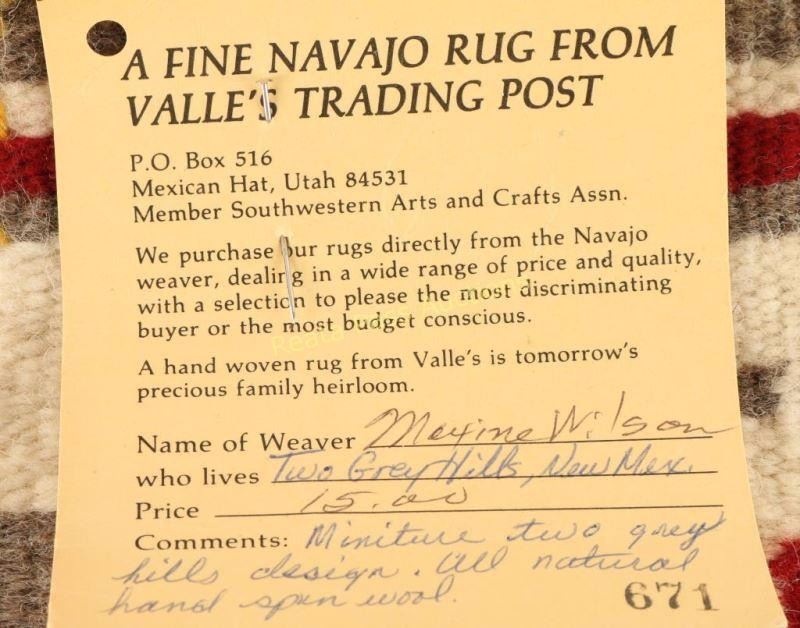 A FINE NAVAJO RUG FROM
VALLE'S TRADING POST
P.O. Box 516
Mexican Hat, Utah 84531
Member Southwestern Arts and Crafts Assn.
We purchase our rugs directly from the Navajo
weaver, dealing in a wide range of price and quality,
with a selection to please the most discriminating
buyer or the most budget conscious.
A hand woven rug from Valle's is tomorrow's
precious family heirloom.
Name of Weaver Maxine Wilson
who lives Two Grey Hills, New Mex.
Price 15.00
Comments: Miniture two grey
hills design. All natural
hand spun wool.
671